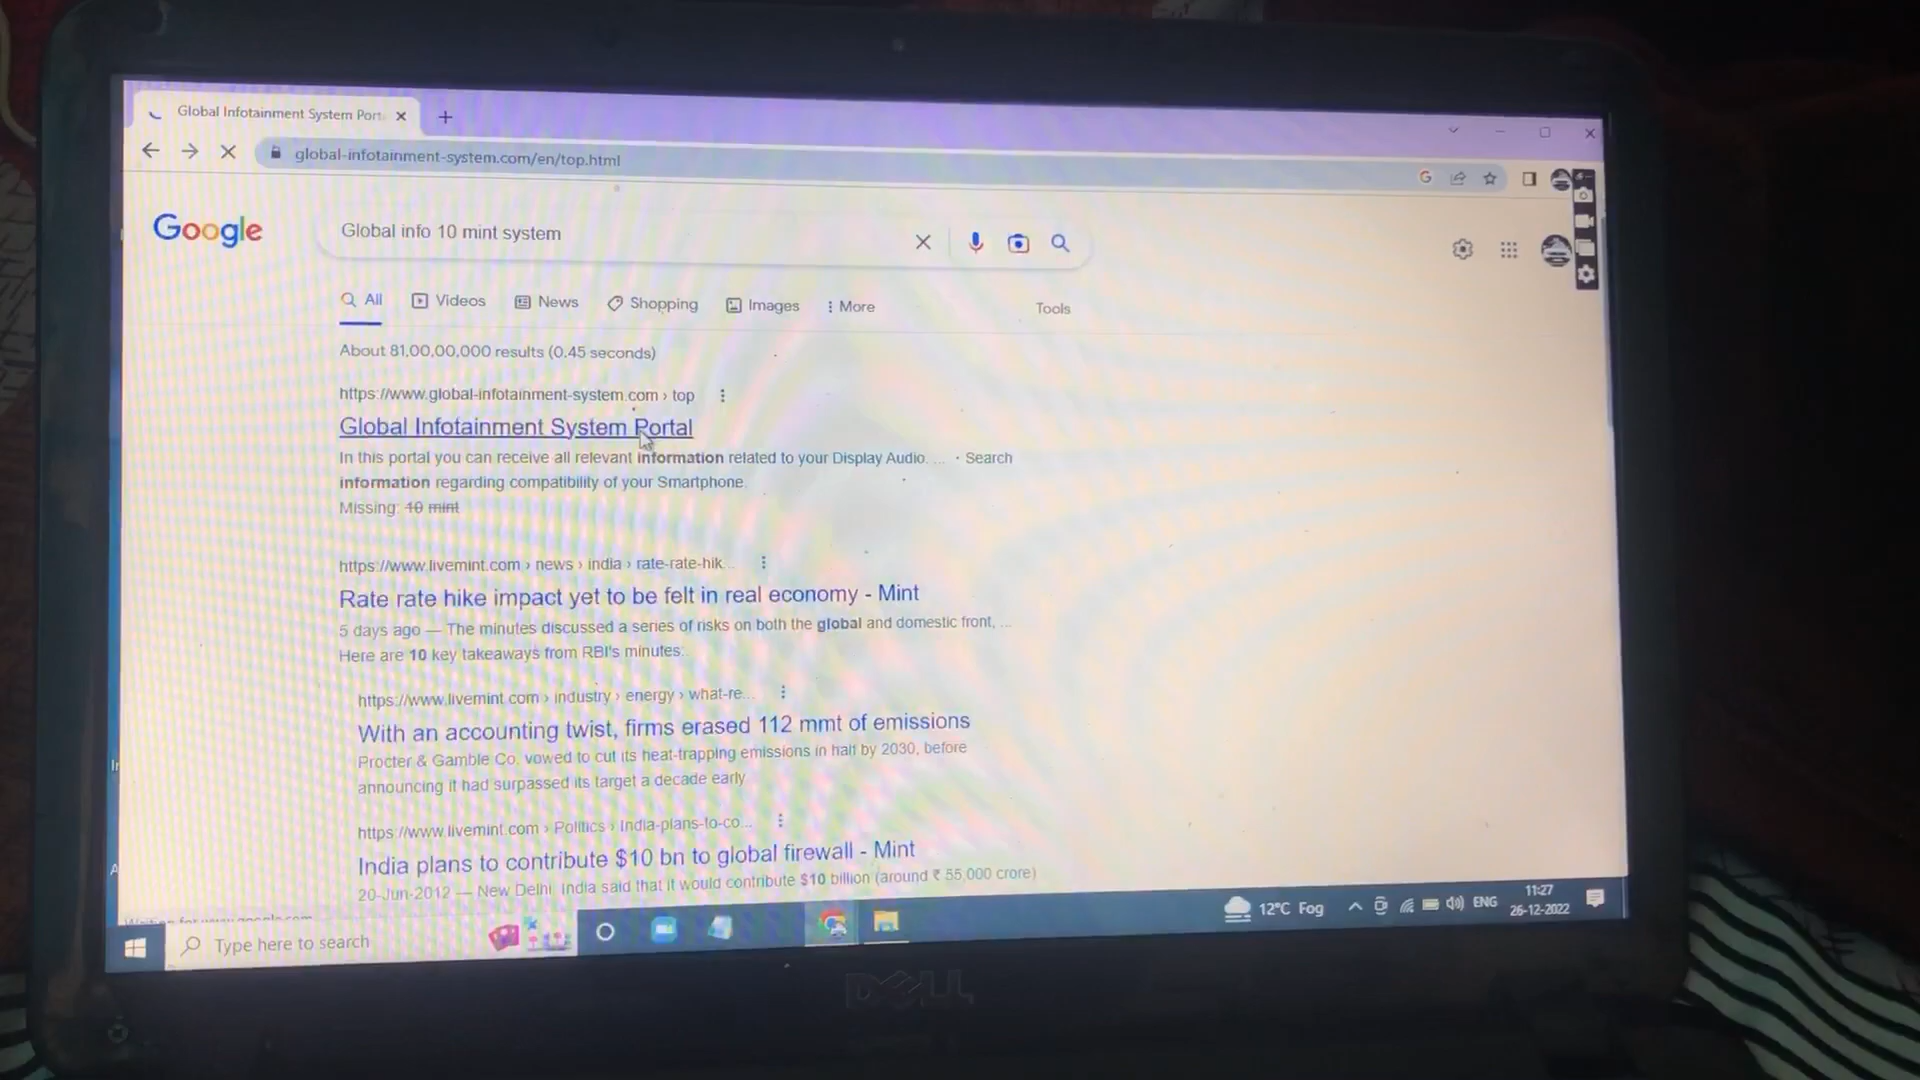 Global Infotainment System Port
global-infotainment-system.com/en/top.html
Google
Global info 10 mint system
All Videos News Shopping Images More Tools
About 81,00,00,000 results (0.45 seconds)
https://www.global-infotainment-system.com › top
Global Infotainment System Portal
In this portal you can receive all relevant information related to your Display Audio. ... · Search
information regarding compatibility of your Smartphone.
Missing: 10 mint
https://www.livemint.com › news › india › rate-rate-hik...
Rate rate hike impact yet to be felt in real economy - Mint
5 days ago — The minutes discussed a series of risks on both the global and domestic front, ...
Here are 10 key takeaways from RBI's minutes:
https://www.livemint.com › industry › energy › what-re...
With an accounting twist, firms erased 112 mmt of emissions
Procter & Gamble Co. vowed to cut its heat-trapping emissions in half by 2030, before
announcing it had surpassed its target a decade early
https://www.livemint.com › Politics › India-plans-to-co...
India plans to contribute $10 bn to global firewall - Mint
20-Jun-2012 — New Delhi: India said that it would contribute $10 billion (around ₹ 55,000 crore)
Type here to search
12°C Fog
ENG
11:27
26-12-2022
DELL